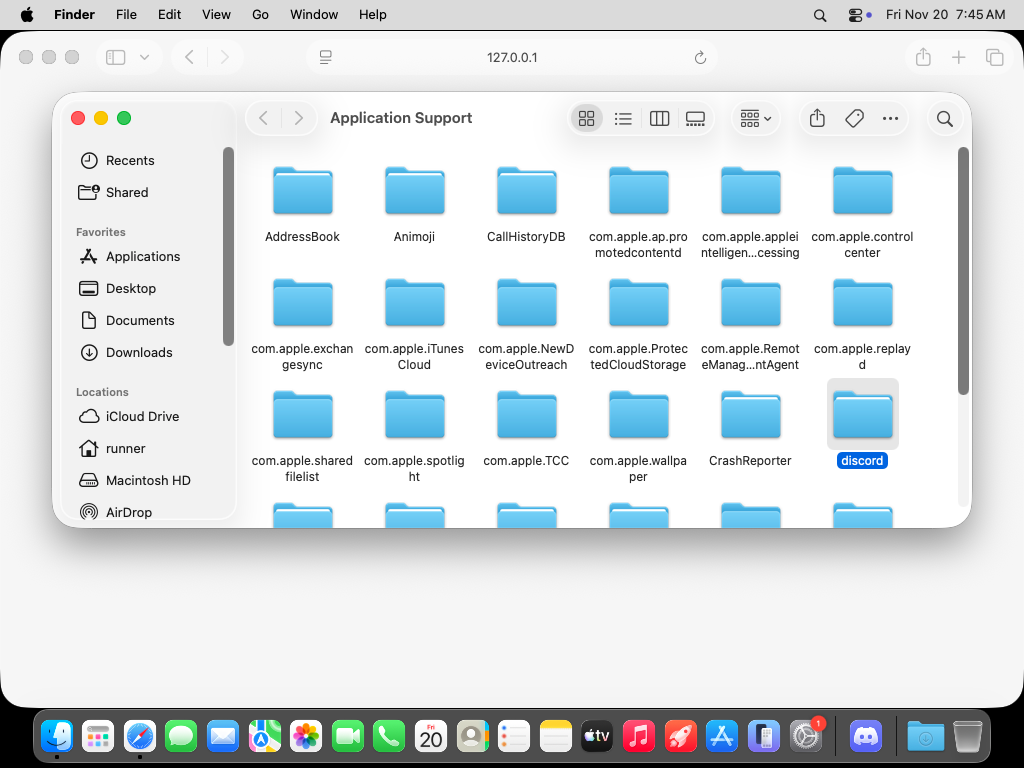 Finder File Edit View Go Window Help Fri Nov 20 7:45 AM
127.0.0.1
Application Support
Recents
Shared
Favorites
Applications
Desktop
Documents
Downloads
Locations
iCloud Drive
runner
Macintosh HD
AirDrop
AddressBook
Animoji
CallHistoryDB
com.apple.ap.pro
motedcontentd
com.apple.applei
ntelligen...cessing
com.apple.control
center
com.apple.exchan
gesync
com.apple.iTunes
Cloud
com.apple.NewD
eviceOutreach
com.apple.Protec
tedCloudStorage
com.apple.Remot
eManag...ntAgent
com.apple.replay
d
com.apple.shared
filelist
com.apple.spotlig
ht
com.apple.TCC
com.apple.wallpa
per
CrashReporter
discord
Fri
20
tv
1